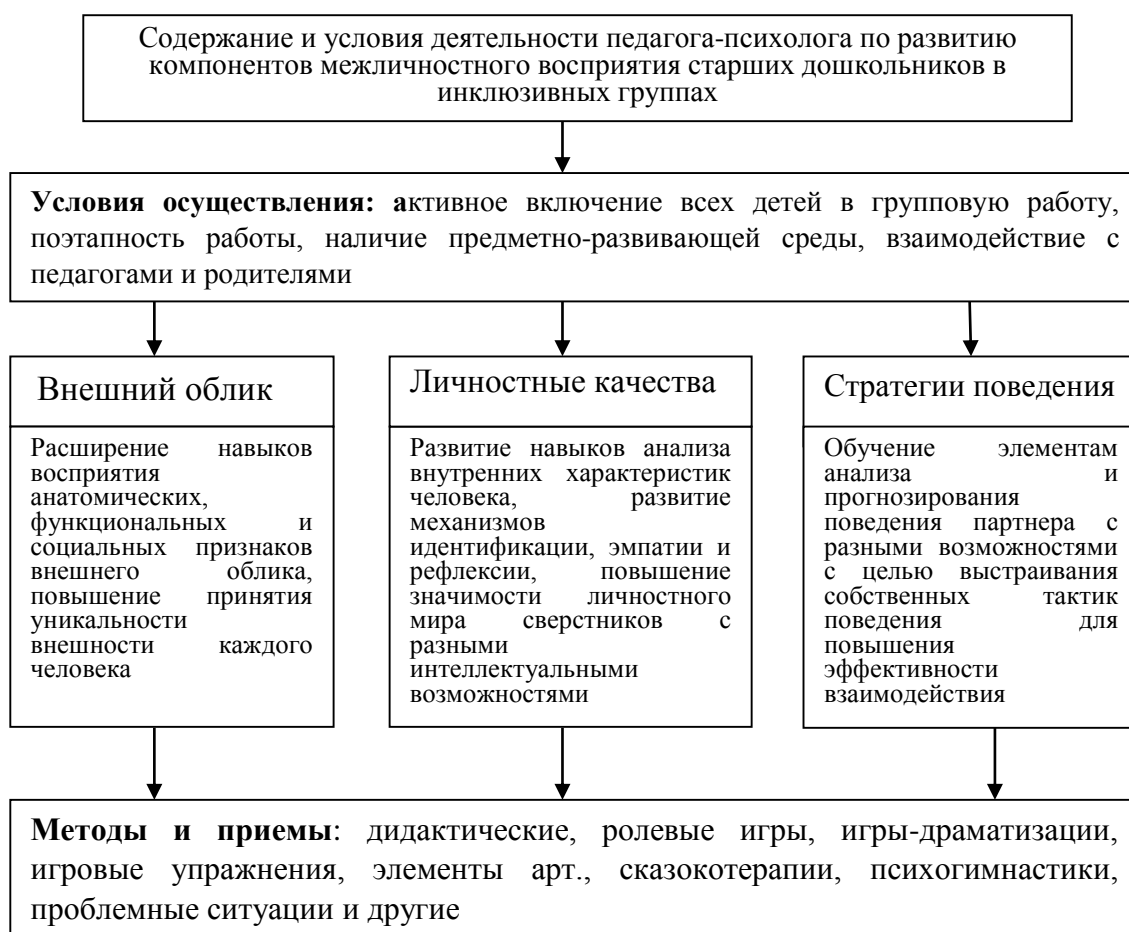 Содержание и условия деятельности педагога-психолога по развитию
компонентов межличностного восприятия старших дошкольников в
инклюзивных группах
Условия осуществления: активное включение всех детей в групповую работу,
поэтапность работы, наличие предметно-развивающей среды, взаимодействие с
педагогами и родителями
Внешний облик
Расширение навыков
восприятия
анатомических,
функциональных и
социальных признаков
внешнего облика,
повышение принятия
уникальности
внешности каждого
человека
Личностные качества
Развитие навыков анализа
внутренних характеристик
человека, развитие
механизмов
идентификации, эмпатии и
рефлексии, повышение
значимости личностного
мира сверстников с
разными
интеллектуальными
возможностями
Стратегии поведения
Обучение элементам
анализа и
прогнозирования
поведения партнера с
разными возможностями
с целью выстраивания
собственных тактик
поведения для
повышения
эффективности
взаимодействия
Методы и приемы: дидактические, ролевые игры, игры-драматизации,
игровые упражнения, элементы арт., сказокотерапии, психогимнастики,
проблемные ситуации и другие